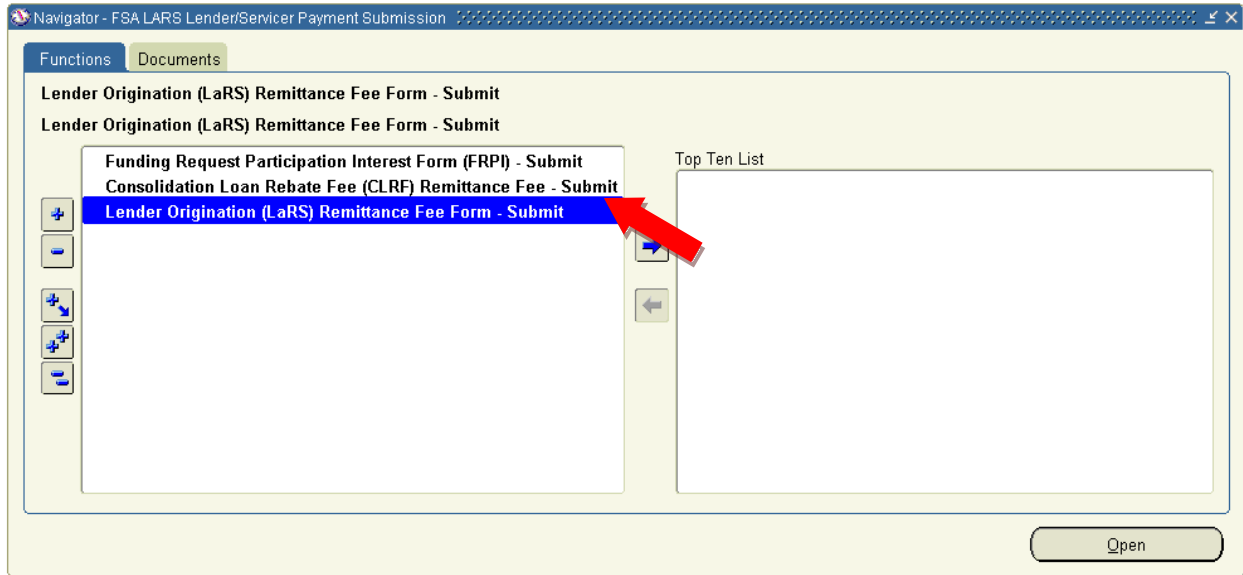 Navigator - FSA LARS Lender/Servicer Payment Submission
Functions
Documents
Lender Origination (LaRS) Remittance Fee Form - Submit
Lender Origination (LaRS) Remittance Fee Form - Submit
Funding Request Participation Interest Form (FRPI) - Submit
Consolidation Loan Rebate Fee (CLRF) Remittance Fee - Submit
Lender Origination (LaRS) Remittance Fee Form - Submit
Top Ten List
Open